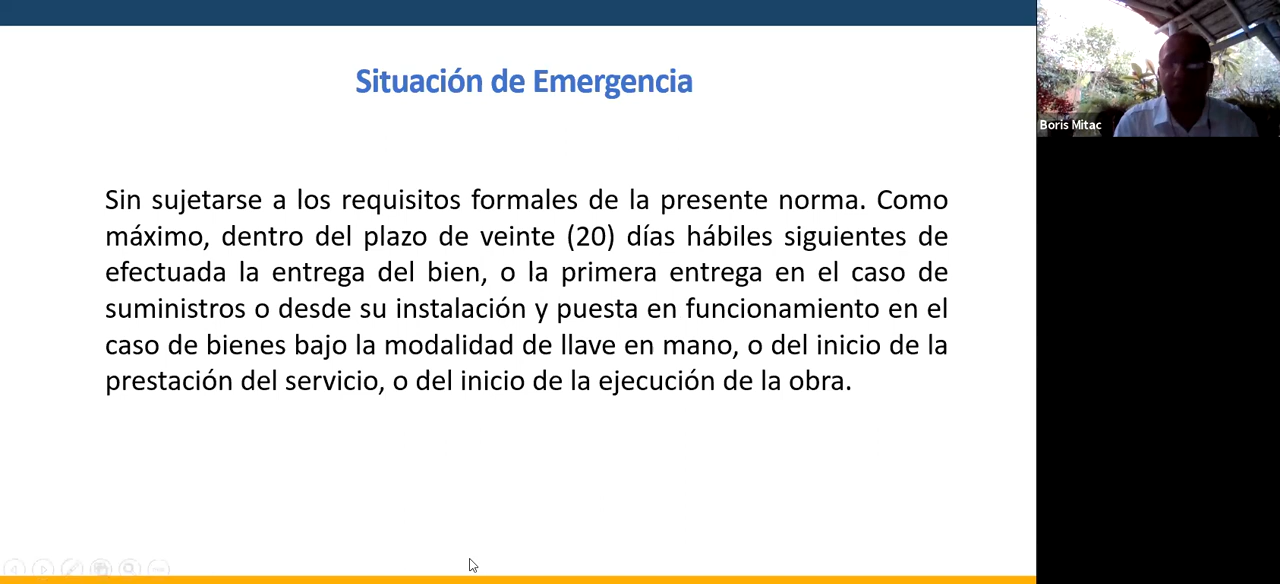 Situación de Emergencia
Sin sujetarse a los requisitos formales de la presente norma. Como
máximo, dentro del plazo de veinte (20) días hábiles siguientes de
efectuada la entrega del bien, o la primera entrega en el caso de
suministros o desde su instalación y puesta en funcionamiento en el
caso de bienes bajo la modalidad de llave en mano, o del inicio de la
prestación del servicio, o del inicio de la ejecución de la obra.
Boris Mitac